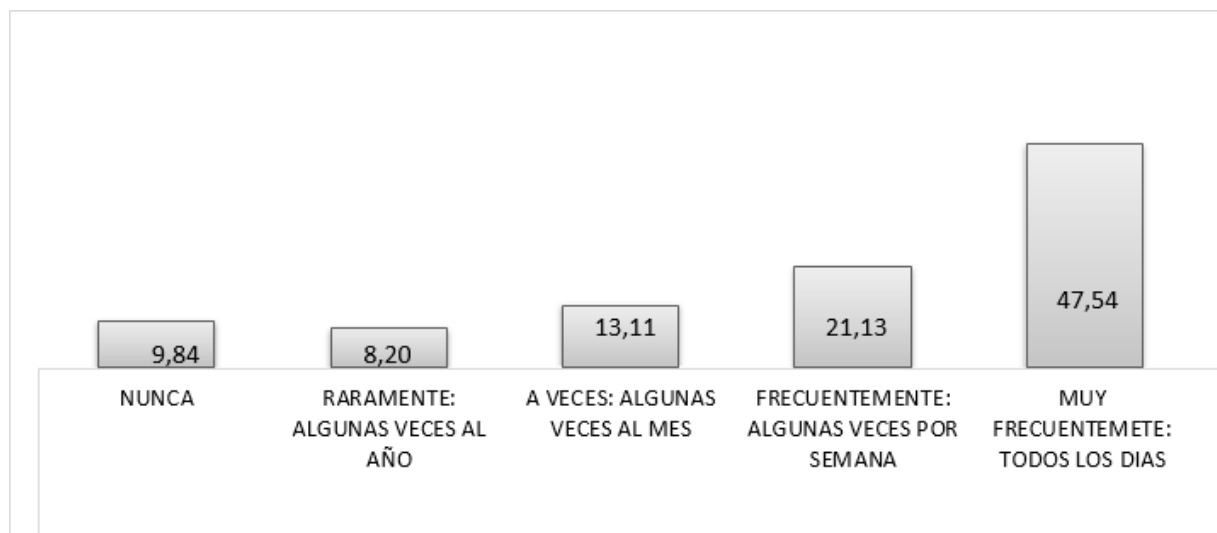 9,84
8,20
13,11
21,13
47,54
NUNCA
RARAMENTE:
ALGUNAS VECES AL
AÑO
A VECES: ALGUNAS
VECES AL MES
FRECUENTEMENTE:
ALGUNAS VECES POR
SEMANA
MUY
FRECUENTEMETE:
TODOS LOS DIAS